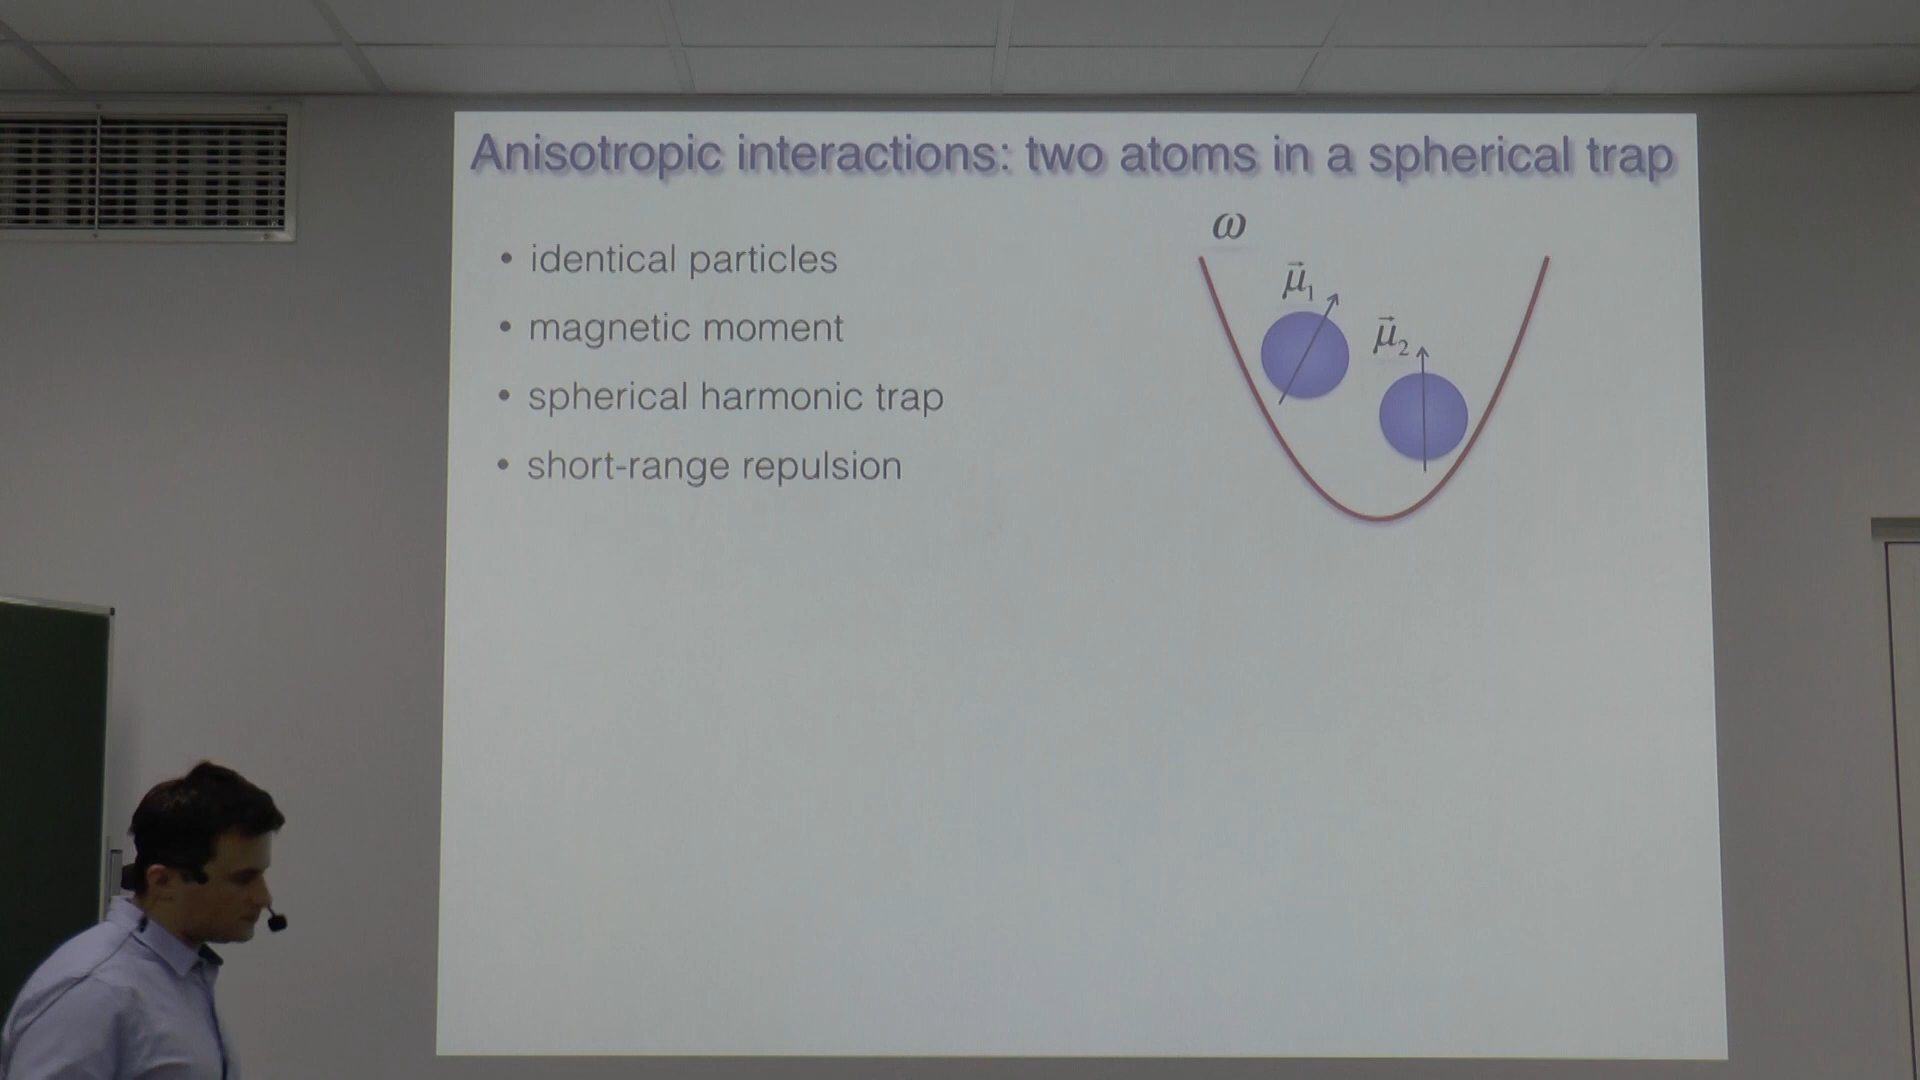 Anisotropic interactions: two atoms in a spherical trap
• identical particles
• magnetic moment
• spherical harmonic trap
• short-range repulsion
ω
μ⃗₁
μ⃗₂